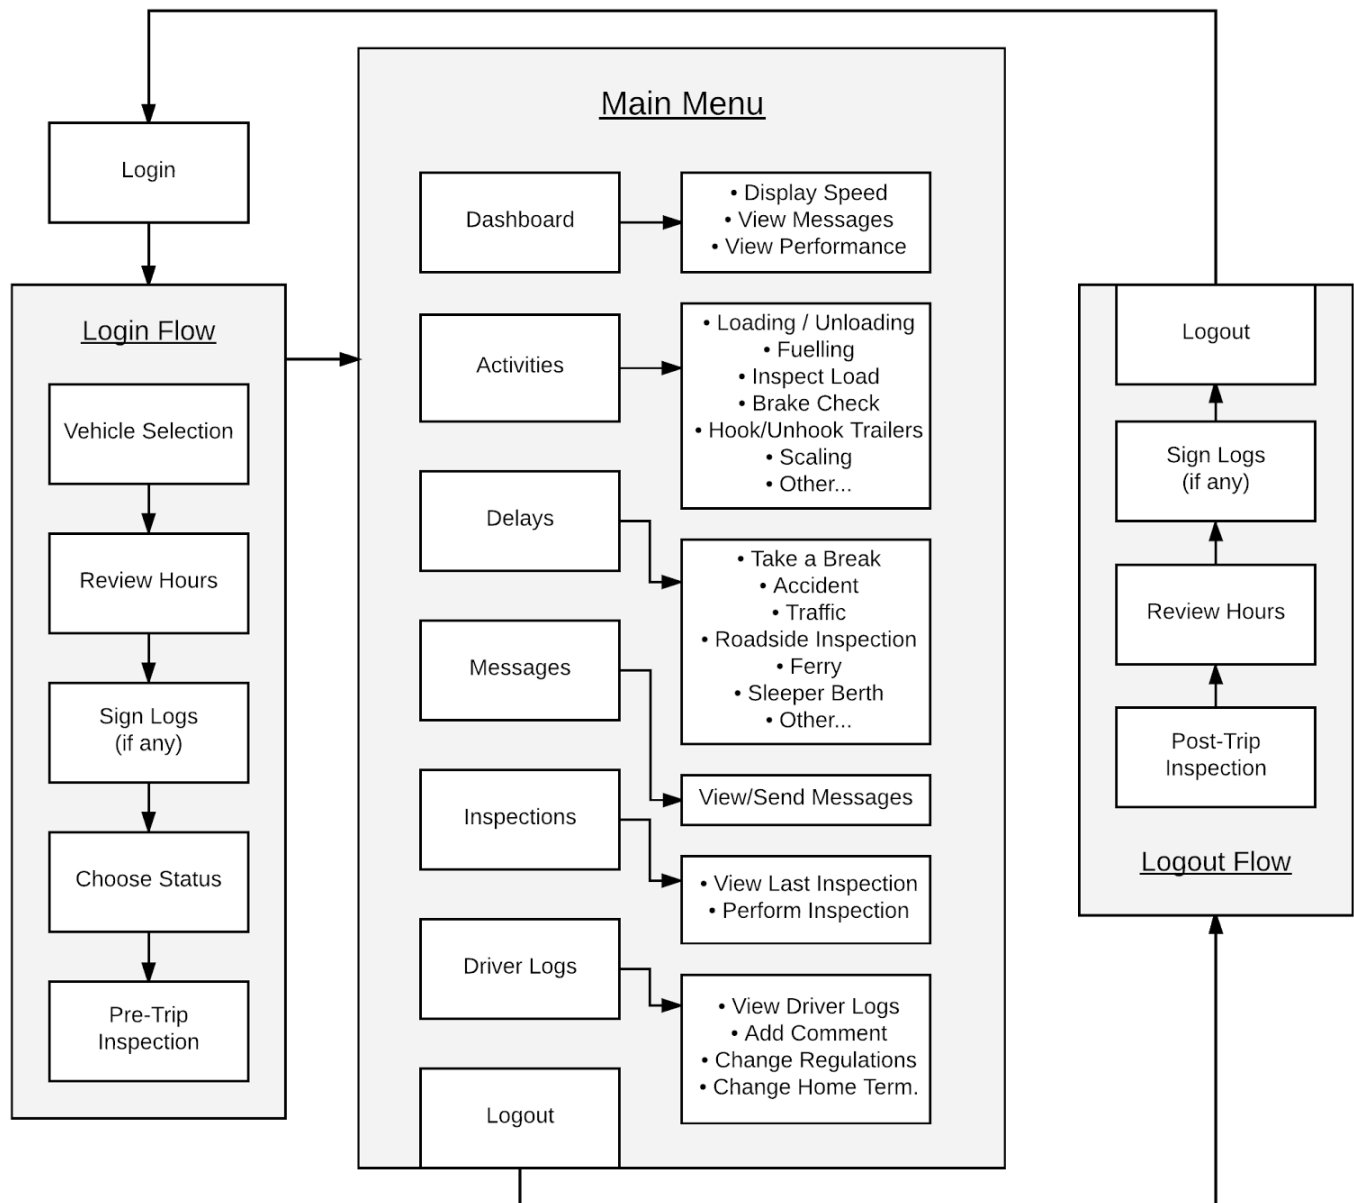 Login
Login Flow
Vehicle Selection
Review Hours
Sign Logs
(if any)
Choose Status
Pre-Trip
Inspection
Main Menu
Dashboard
• Display Speed
• View Messages
• View Performance
Activities
• Loading / Unloading
• Fuelling
• Inspect Load
• Brake Check
• Hook/Unhook Trailers
• Scaling
• Other...
Delays
• Take a Break
• Accident
• Traffic
• Roadside Inspection
• Ferry
• Sleeper Berth
• Other...
Messages
View/Send Messages
Inspections
• View Last Inspection
• Perform Inspection
Driver Logs
• View Driver Logs
• Add Comment
• Change Regulations
• Change Home Term.
Logout
Logout
Sign Logs
(if any)
Review Hours
Post-Trip
Inspection
Logout Flow